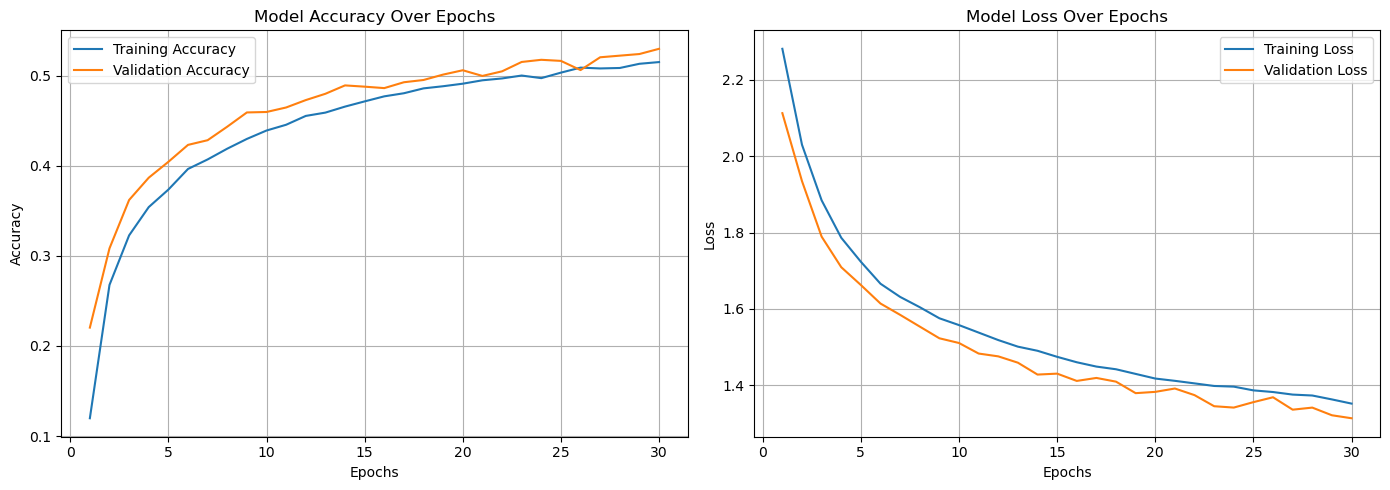 Model Accuracy Over Epochs
Training Accuracy
Validation Accuracy
Accuracy
0.5
0.4
0.3
0.2
0.1
0 5 10 15 20 25 30
Epochs
Model Loss Over Epochs
Training Loss
Validation Loss
Loss
2.2
2.0
1.8
1.6
1.4
0 5 10 15 20 25 30
Epochs